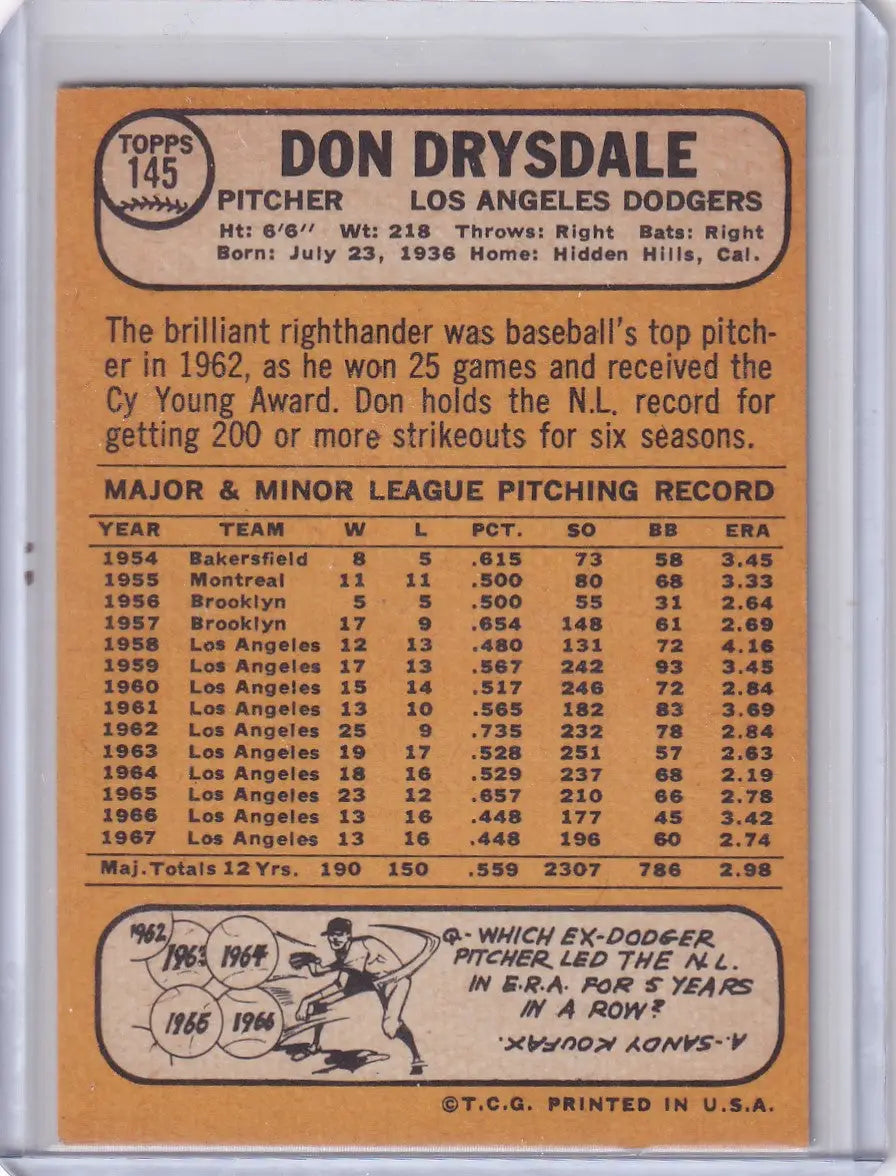 TOPPS
145
DON DRYSDALE
PITCHER LOS ANGELES DODGERS
Ht: 6'6" Wt: 218 Throws: Right Bats: Right
Born: July 23, 1936 Home: Hidden Hills, Cal.
The brilliant righthander was baseball's top pitch-
er in 1962, as he won 25 games and received the
Cy Young Award. Don holds the N.L. record for
getting 200 or more strikeouts for six seasons.
MAJOR & MINOR LEAGUE PITCHING RECORD
YEAR TEAM W L PCT. SO BB ERA
1954 Bakersfield 8 5 .615 73 58 3.45
1955 Montreal 11 11 .500 80 68 3.33
1956 Brooklyn 5 5 .500 55 31 2.64
1957 Brooklyn 17 9 .654 148 61 2.69
1958 Los Angeles 12 13 .480 131 72 4.16
1959 Los Angeles 17 13 .567 242 93 3.45
1960 Los Angeles 15 14 .517 246 72 2.84
1961 Los Angeles 13 10 .565 182 83 3.69
1962 Los Angeles 25 9 .735 232 78 2.84
1963 Los Angeles 19 17 .528 251 57 2.63
1964 Los Angeles 18 16 .529 237 68 2.19
1965 Los Angeles 23 12 .657 210 66 2.78
1966 Los Angeles 13 16 .448 177 45 3.42
1967 Los Angeles 13 16 .448 196 60 2.74
Maj. Totals 12 Yrs. 190 150 .559 2307 786 2.98
1962
1963
1964
1965
1966
Q- WHICH EX-DODGER
PITCHER LED THE N.L.
IN E.R.A. FOR 5 YEARS
IN A ROW?
A-SANDY KOUFAX.
©T.C.G. PRINTED IN U.S.A.